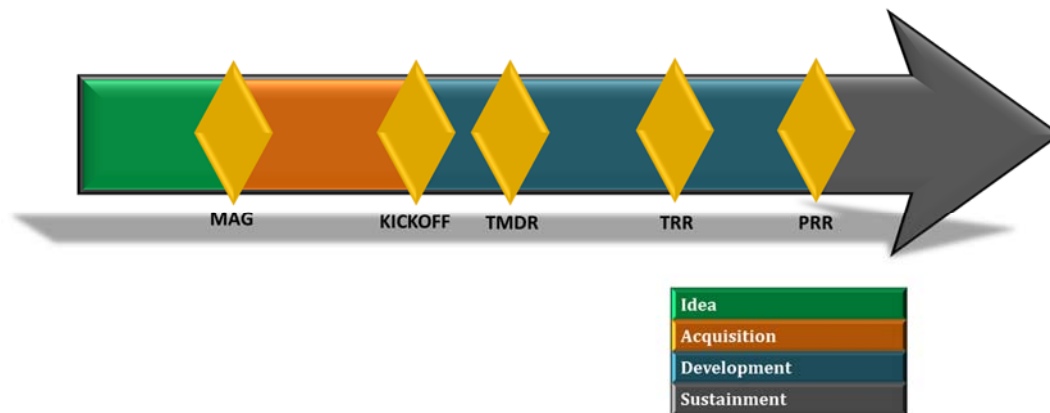 MAG
KICKOFF
TMDR
TRR
PRR
Idea
Acquisition
Development
Sustainment